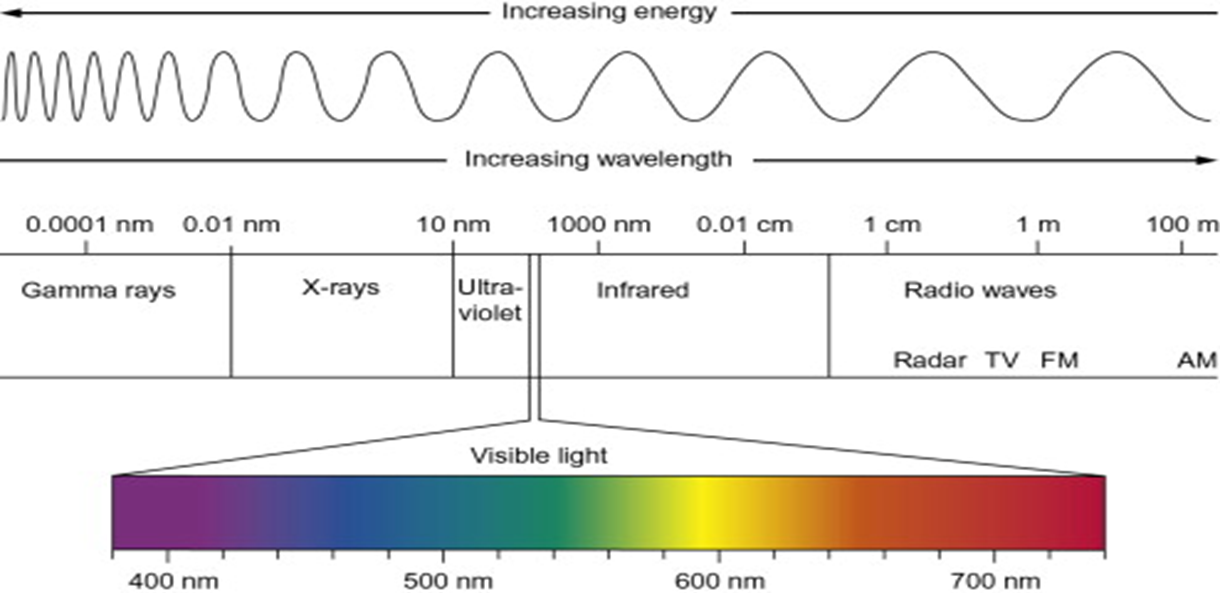 Increasing energy
Increasing wavelength
0.0001 nm 0.01 nm 10 nm 1000 nm 0.01 cm 1 cm 1 m 100 m
Gamma rays X-rays Ultra- Infrared Radio waves
violet
Radar TV FM AM
Visible light
400 nm 500 nm 600 nm 700 nm